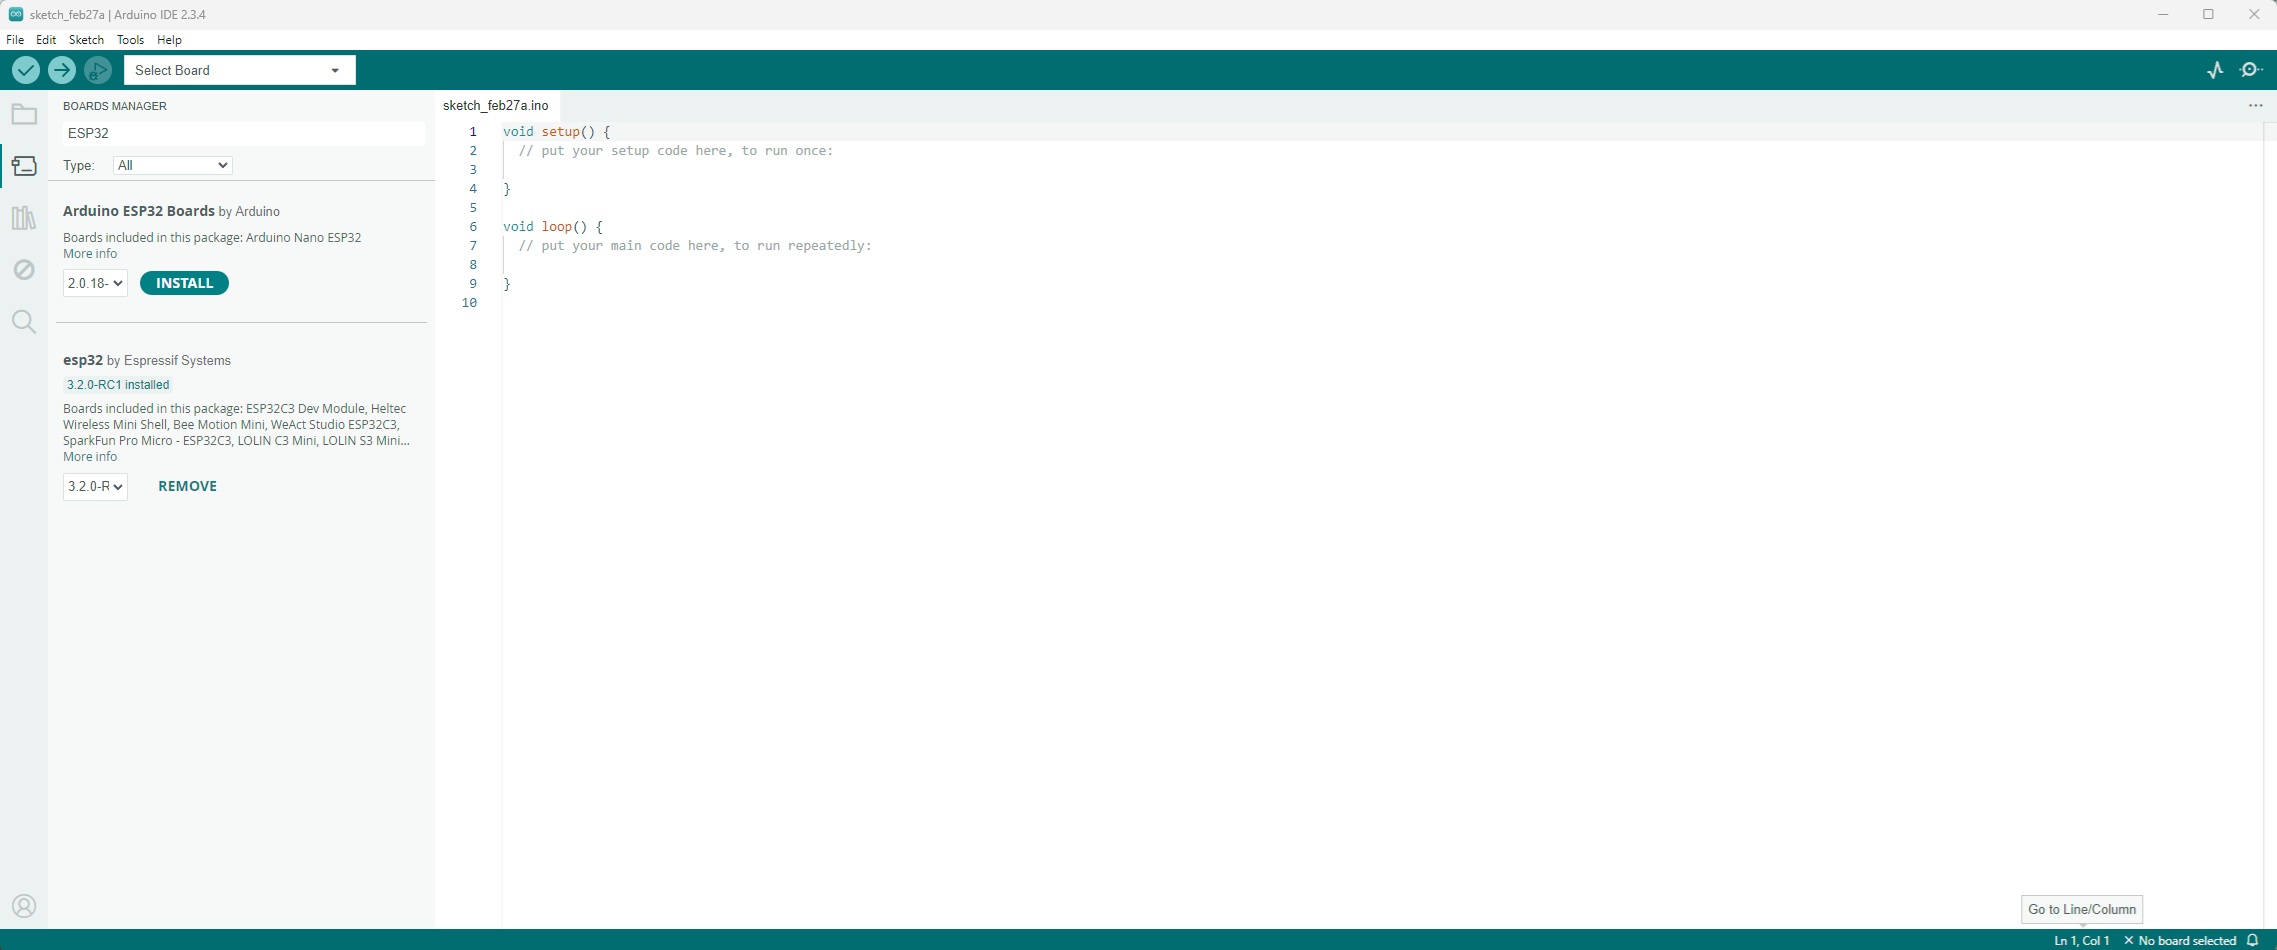 sketch_feb27a | Arduino IDE 2.3.4
File Edit Sketch Tools Help
Select Board
BOARDS MANAGER
ESP32
Type: All
Arduino ESP32 Boards by Arduino
Boards included in this package: Arduino Nano ESP32
More info
2.0.18- INSTALL
esp32 by Espressif Systems
3.2.0-RC1 installed
Boards included in this package: ESP32C3 Dev Module, Heltec
Wireless Mini Shell, Bee Motion Mini, WeAct Studio ESP32C3,
SparkFun Pro Micro - ESP32C3, LOLIN C3 Mini, LOLIN S3 Mini...
More info
3.2.0-R REMOVE
sketch_feb27a.ino
1 void setup() {
2 // put your setup code here, to run once:
3
4 }
5
6 void loop() {
7 // put your main code here, to run repeatedly:
8
9 }
10
Go to Line/Column
Ln 1, Col 1 × No board selected